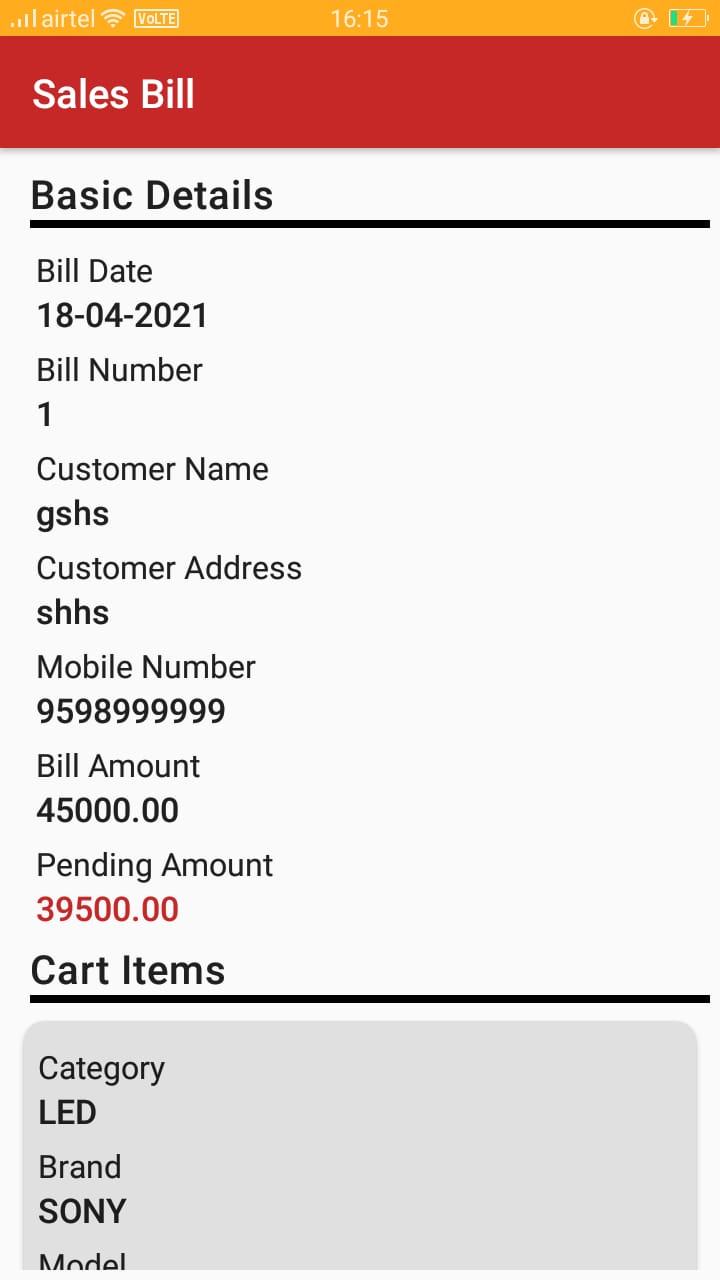 airtel VoLTE 16:15
Sales Bill
Basic Details
Bill Date
18-04-2021
Bill Number
1
Customer Name
gshs
Customer Address
shhs
Mobile Number
9598999999
Bill Amount
45000.00
Pending Amount
39500.00
Cart Items
Category
LED
Brand
SONY
Model